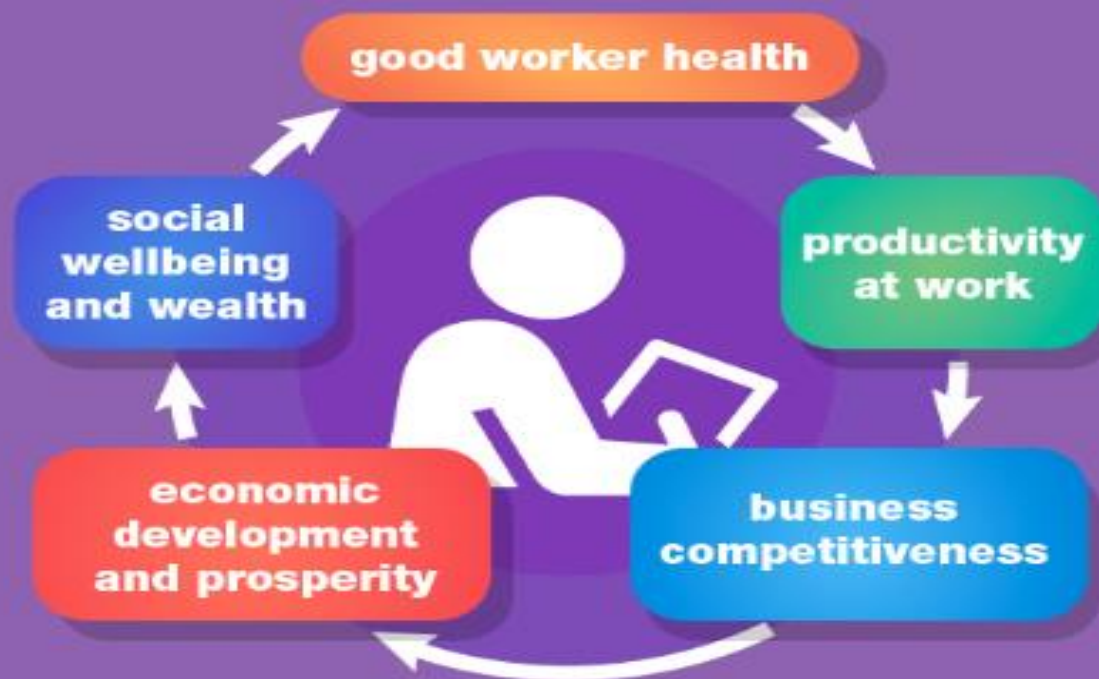 good worker health
productivity
at work
business
competitiveness
economic
development
and prosperity
social
wellbeing
and wealth